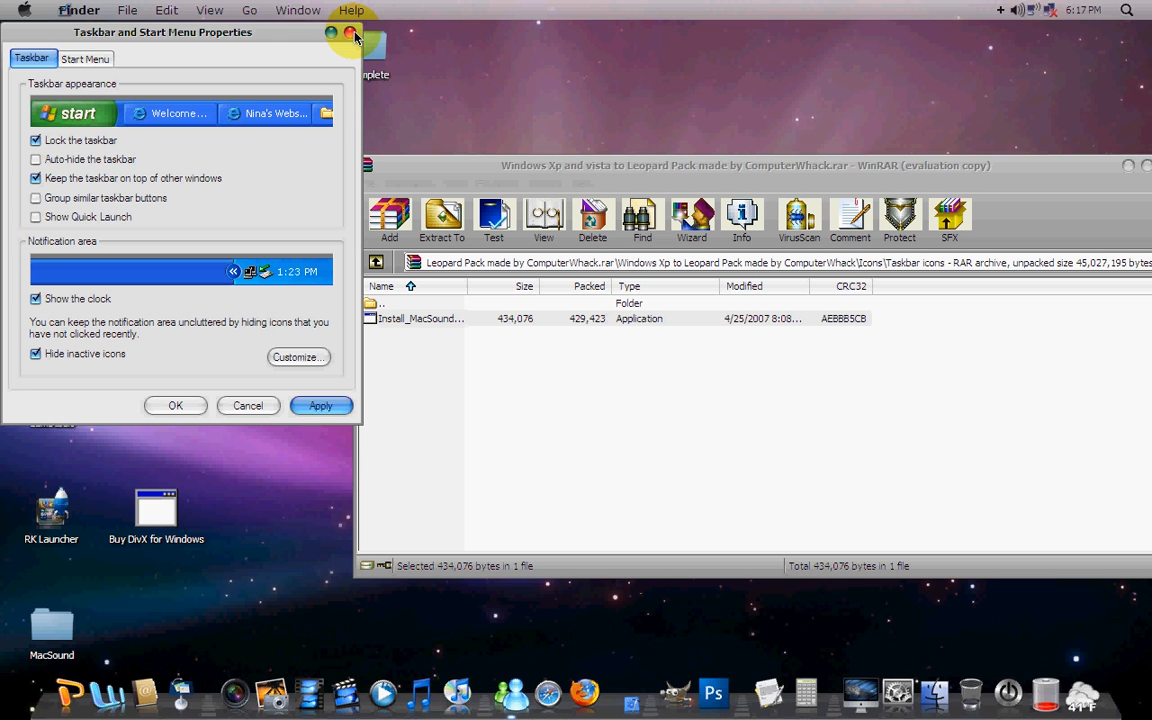 Finder File Edit View Go Window Help 6:17PM
Taskbar and Start Menu Properties
Taskbar Start Menu
Taskbar appearance
start Welcome... Nina's Webs...
Lock the taskbar
Auto-hide the taskbar
Keep the taskbar on top of other windows
Group similar taskbar buttons
Show Quick Launch
Notification area
1:23 PM
Show the clock
You can keep the notification area uncluttered by hiding icons that you
have not clicked recently.
Hide inactive icons
Customize...
OK Cancel Apply
plete
Windows Xp and vista to Leopard Pack made by ComputerWhack.rar - WinRAR (evaluation copy)
Add Extract To Test View Delete Find Wizard Info VirusScan Comment Protect SFX
Leopard Pack made by ComputerWhack.rar\Windows Xp to Leopard Pack made by ComputerWhack\Icons\Taskbar icons - RAR archive, unpacked size 45,027,195 bytes
Name Size Packed Type Modified CRC32
.. Folder
Install_MacSound... 434,076 429,423 Application 4/25/2007 8:08... AEBBB5CB
Selected 434,076 bytes in 1 file Total 434,076 bytes in 1 file
RK Launcher
Buy DivX for Windows
MacSound
Ps
41°F